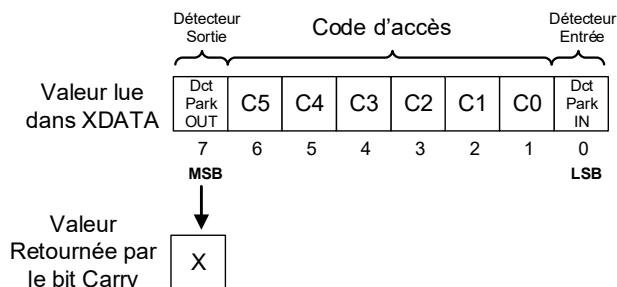 Détecteur
Sortie
Code d'accès
Détecteur
Entrée
Valeur lue
dans XDATA
Dct
Park
OUT
C5
C4
C3
C2
C1
C0
Dct
Park
IN
7
6
5
4
3
2
1
0
MSB
LSB
Valeur
Retournée par
le bit Carry
X